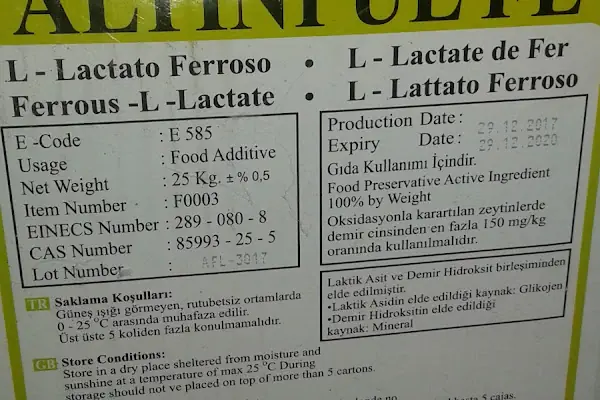 L - Lactato Ferroso • L - Lactate de Fer
Ferrous -L -Lactate • L - Lattato Ferroso
E -Code : E 585
Usage : Food Additive
Net Weight : 25 Kg. ± % 0,5
Item Number : F0003
EINECS Number : 289 - 080 - 8
CAS Number : 85993 - 25 - 5
Lot Number : AFL-3017
Production Date : 29.12.2017
Expiry Date : 29.12.2020
Gıda Kullanımı İçindir.
Food Preservative Active Ingredient
100% by Weight
Oksidasyonla karartılan zeytinlerde
demir cinsinden en fazla 150 mg/kg
oranında kullanılmalıdır.
Laktik Asit ve Demir Hidroksit birleşiminden
elde edilmiştir.
•Laktik Asidin elde edildiği kaynak: Glikojen
•Demir Hidroksitin elde edildiği
kaynak: Mineral
TR Saklama Koşulları:
Güneş ışığı görmeyen, rutubetsiz ortamlarda
0 - 25 °C arasında muhafaza edilir.
Üst üste 5 koliden fazla konulmamalıdır.
GB Store Conditions:
Store in a dry place sheltered from moisture and
sunshine at a temperature of max 25 °C During
storage should not ve placed on top of more than 5 cartons.
hasta 5 cajas.